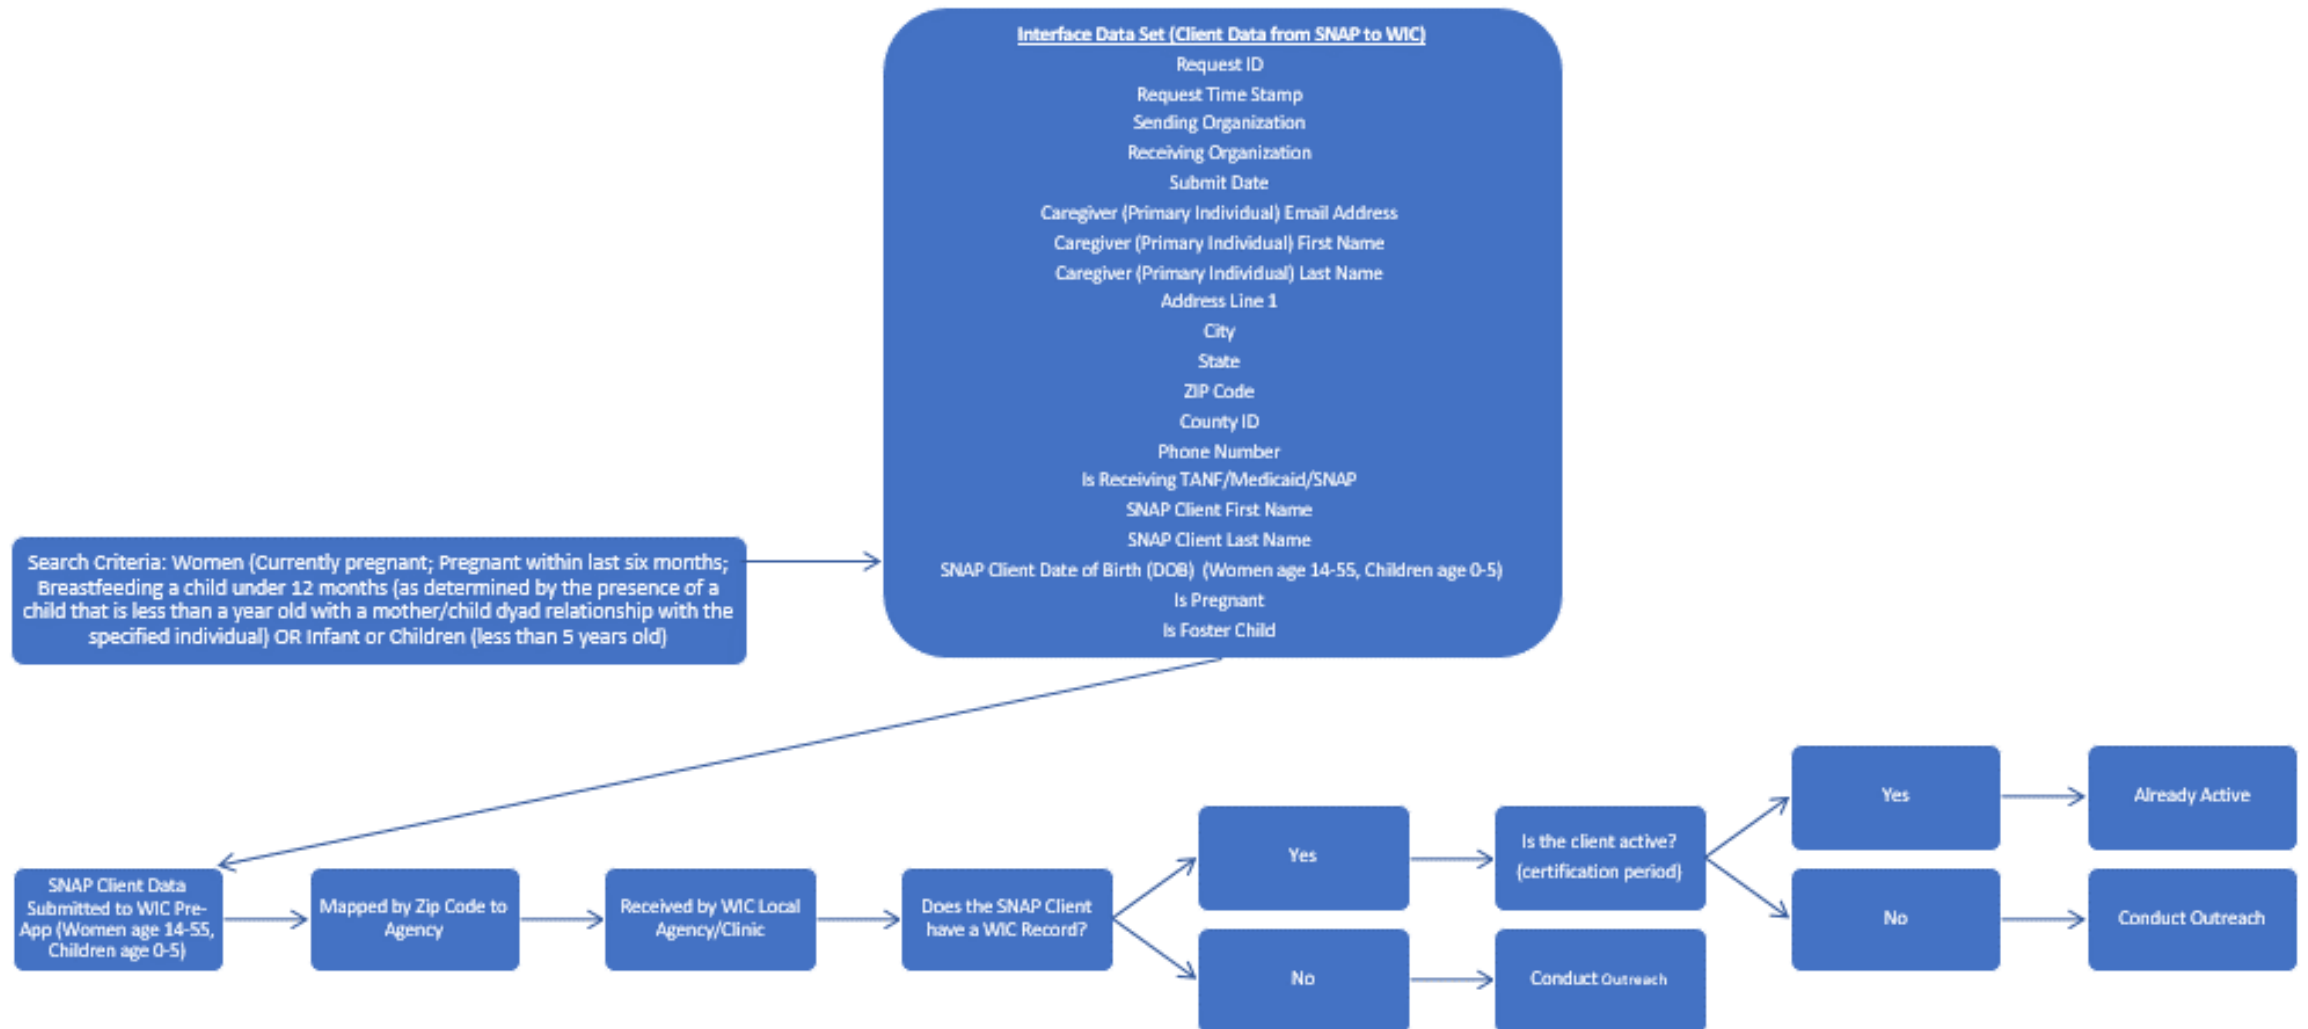 Interface Data Set (Client Data from SNAP to WIC)
Request ID
Request Time Stamp
Sending Organization
Receiving Organization
Submit Date
Caregiver (Primary Individual) Email Address
Caregiver (Primary Individual) First Name
Caregiver (Primary Individual) Last Name
Address Line 1
City
State
ZIP Code
County ID
Phone Number
Is Receiving TANF/Medicaid/SNAP
SNAP Client First Name
SNAP Client Last Name
SNAP Client Date of Birth (DOB) (Women age 14-55, Children age 0-5)
Is Pregnant
Is Foster Child
Search Criteria: Women (Currently pregnant; Pregnant within last six months;
Breastfeeding a child under 12 months (as determined by the presence of a
child that is less than a year old with a mother/child dyad relationship with the
specified individual) OR Infant or Children (less than 5 years old)
SNAP Client Data
Submitted to WIC Pre-
App (Women age 14-55,
Children age 0-5)
Mapped by Zip Code to
Agency
Received by WIC Local
Agency/Clinic
Does the SNAP Client
have a WIC Record?
Yes
Is the client active?
(certification period)
Yes
Already Active
No
Conduct Outreach
No
Conduct Outreach